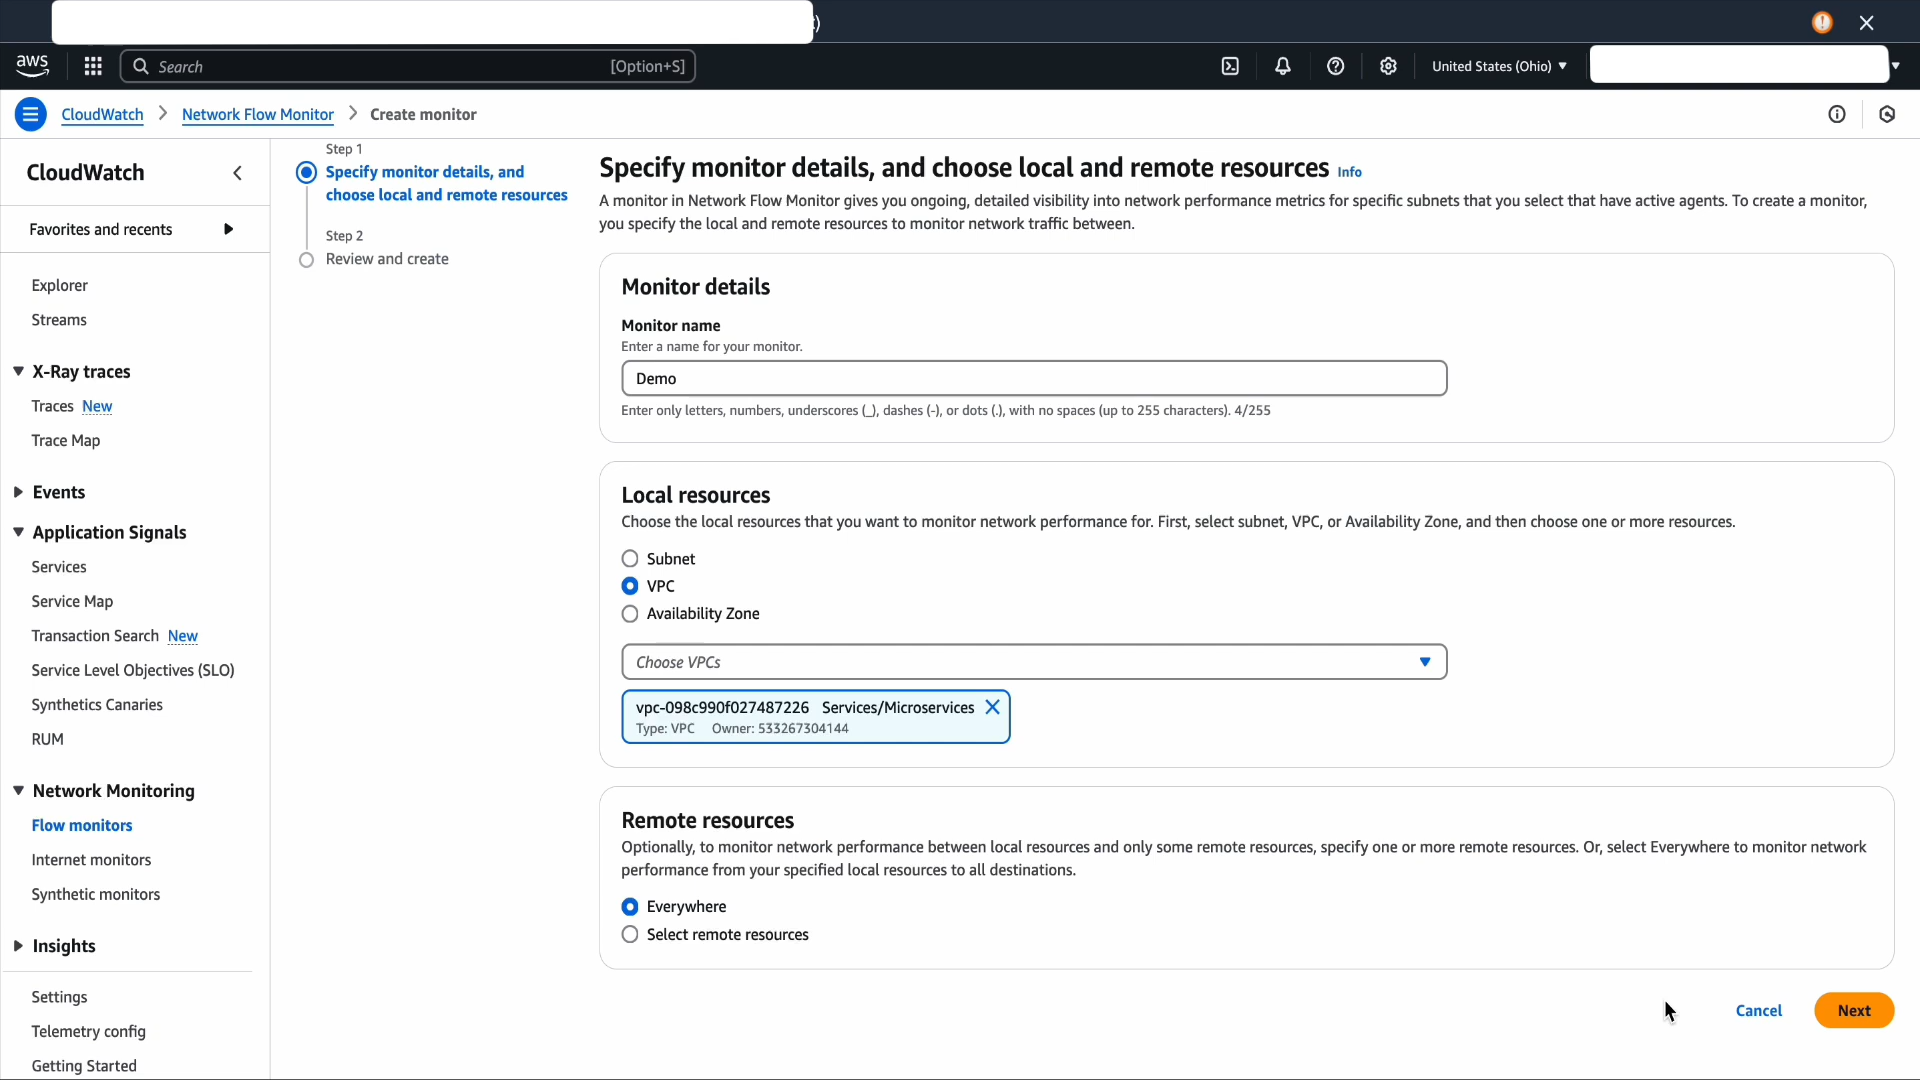 aws
Search [Option+S]
United States (Ohio)
CloudWatch > Network Flow Monitor > Create monitor
CloudWatch
Favorites and recents
Explorer
Streams
X-Ray traces
Traces New
Trace Map
Events
Application Signals
Services
Service Map
Transaction Search New
Service Level Objectives (SLO)
Synthetics Canaries
RUM
Network Monitoring
Flow monitors
Internet monitors
Synthetic monitors
Insights
Settings
Telemetry config
Getting Started
Step 1
Specify monitor details, and
choose local and remote resources
Step 2
Review and create
Specify monitor details, and choose local and remote resources Info
A monitor in Network Flow Monitor gives you ongoing, detailed visibility into network performance metrics for specific subnets that you select that have active agents. To create a monitor,
you specify the local and remote resources to monitor network traffic between.
Monitor details
Monitor name
Enter a name for your monitor.
Demo
Enter only letters, numbers, underscores (_), dashes (-), or dots (.), with no spaces (up to 255 characters). 4/255
Local resources
Choose the local resources that you want to monitor network performance for. First, select subnet, VPC, or Availability Zone, and then choose one or more resources.
Subnet
VPC
Availability Zone
Choose VPCs
vpc-098c990f027487226 Services/Microservices
Type: VPC Owner: 533267304144
Remote resources
Optionally, to monitor network performance between local resources and only some remote resources, specify one or more remote resources. Or, select Everywhere to monitor network
performance from your specified local resources to all destinations.
Everywhere
Select remote resources
Cancel
Next